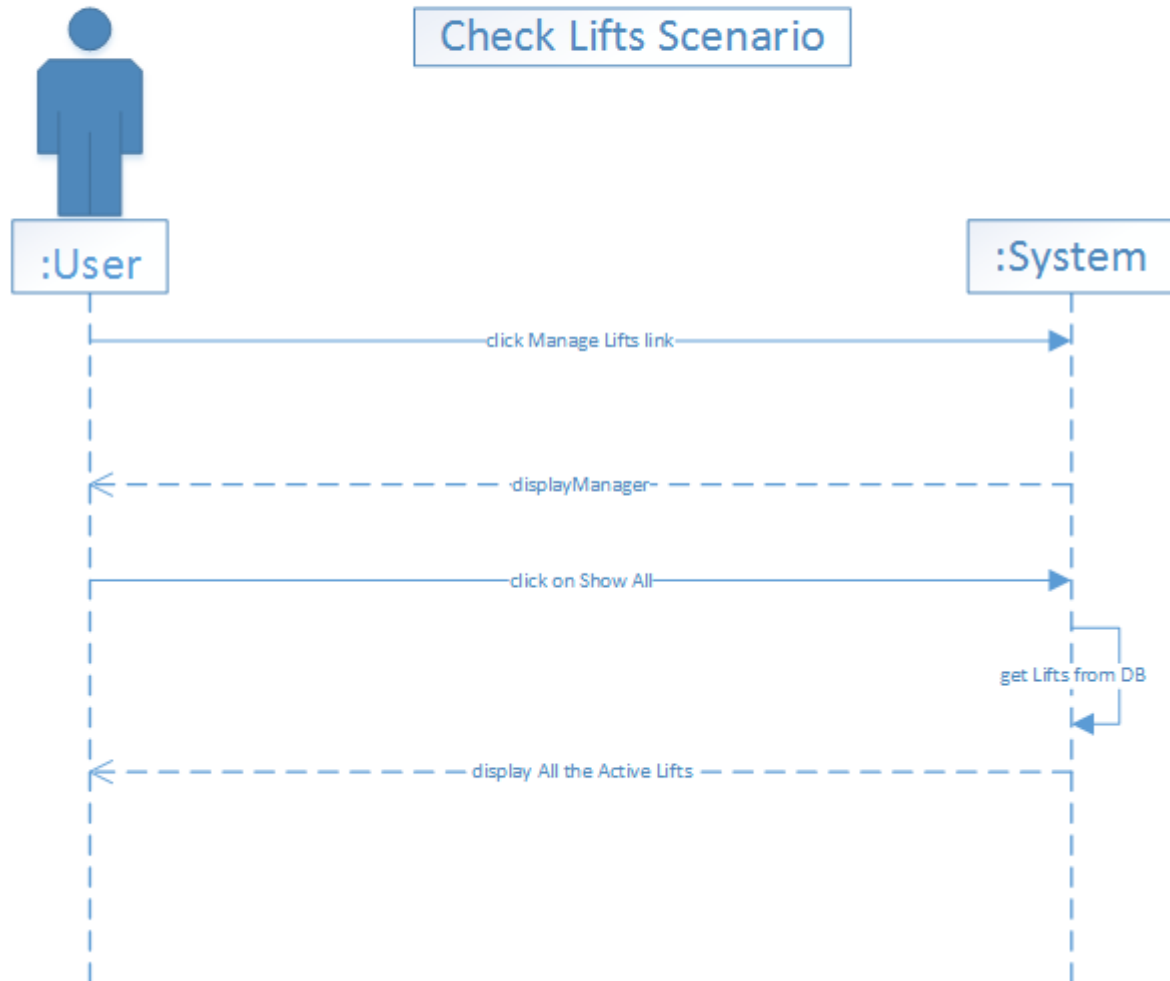 Check Lifts Scenario
:User
:System
click Manage Lifts link
displayManager
click on Show All
get Lifts from DB
display All the Active Lifts